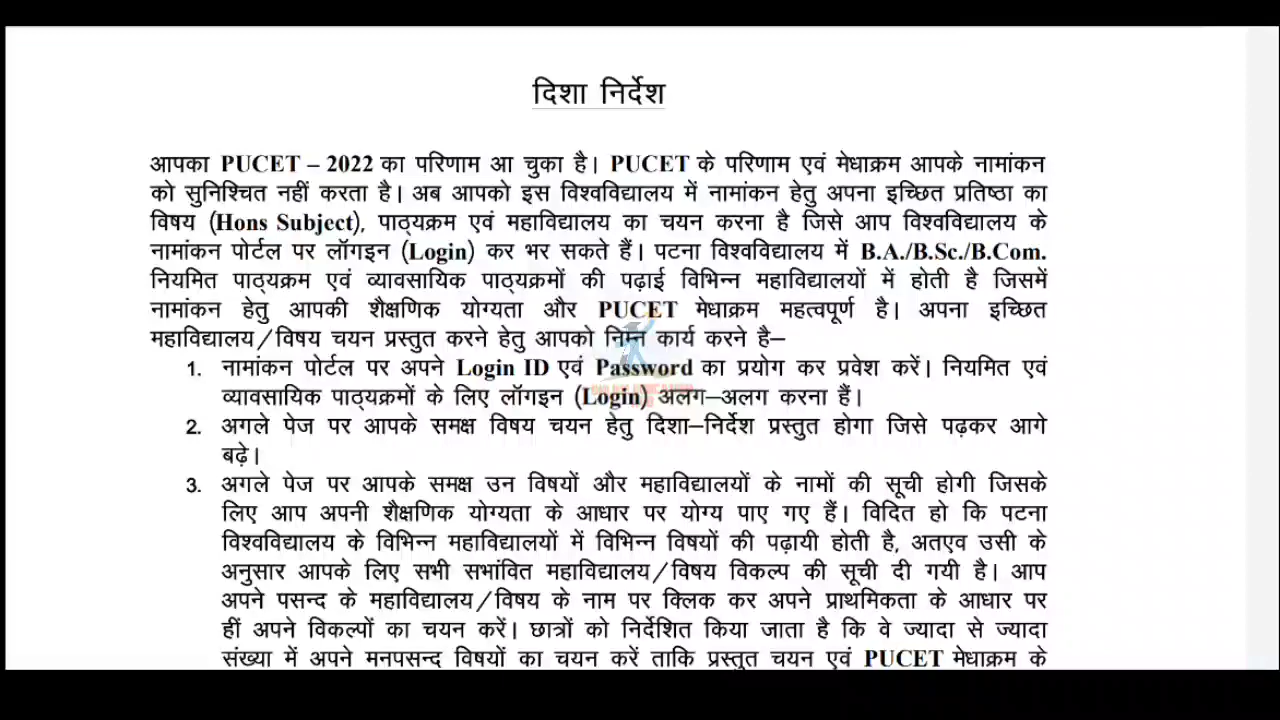 दिशा निर्देश
आपका PUCET – 2022 का परिणाम आ चुका है। PUCET के परिणाम एवं मेधाक्रम आपके नामांकन
को सुनिश्चित नहीं करता है। अब आपको इस विश्वविद्यालय में नामांकन हेतु अपना इच्छित प्रतिष्ठा का
विषय (Hons Subject), पाठ्यक्रम एवं महाविद्यालय का चयन करना है जिसे आप विश्वविद्यालय के
नामांकन पोर्टल पर लॉगइन (Login) कर भर सकते हैं। पटना विश्वविद्यालय में B.A./B.Sc./B.Com.
नियमित पाठ्यक्रम एवं व्यावसायिक पाठ्यक्रमों की पढ़ाई विभिन्न महाविद्यालयों में होती है जिसमें
नामांकन हेतु आपकी शैक्षणिक योग्यता और PUCET मेधाक्रम महत्वपूर्ण है। अपना इच्छित
महाविद्यालय/विषय चयन प्रस्तुत करने हेतु आपको निम्न कार्य करने है–
1. नामांकन पोर्टल पर अपने Login ID एवं Password का प्रयोग कर प्रवेश करें। नियमित एवं
व्यावसायिक पाठ्यक्रमों के लिए लॉगइन (Login) अलग–अलग करना हैं।
2. अगले पेज पर आपके समक्ष विषय चयन हेतु दिशा–निर्देश प्रस्तुत होगा जिसे पढ़कर आगे
बढ़े।
3. अगले पेज पर आपके समक्ष उन विषयों और महाविद्यालयों के नामों की सूची होगी जिसके
लिए आप अपनी शैक्षणिक योग्यता के आधार पर योग्य पाए गए हैं। विदित हो कि पटना
विश्वविद्यालय के विभिन्न महाविद्यालयों में विभिन्न विषयों की पढ़ायी होती है, अतएव उसी के
अनुसार आपके लिए सभी सभांवित महाविद्यालय/विषय विकल्प की सूची दी गयी है। आप
अपने पसन्द के महाविद्यालय/विषय के नाम पर क्लिक कर अपने प्राथमिकता के आधार पर
हीं अपने विकल्पों का चयन करें। छात्रों को निर्देशित किया जाता है कि वे ज्यादा से ज्यादा
संख्या में अपने मनपसन्द विषयों का चयन करें ताकि प्रस्तुत चयन एवं PUCET मेधाक्रम के